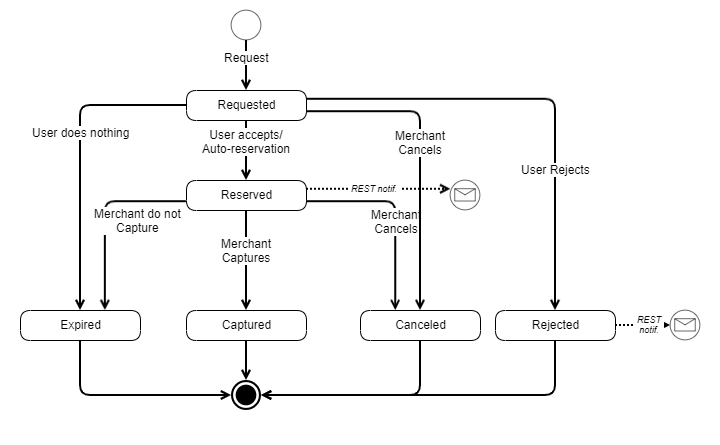 Request
Requested
User does nothing
User accepts/
Auto-reservation
Merchant
Cancels
User Rejects
Reserved
REST notif.
Merchant do not
Capture
Merchant
Captures
Merchant
Cancels
Expired
Captured
Canceled
Rejected
REST
notif.